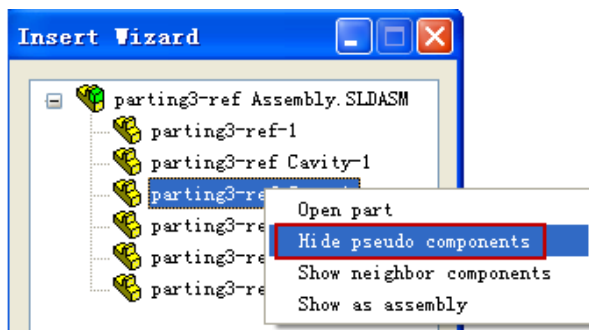 Insert Wizard
parting3-ref Assembly.SLDASM
parting3-ref-1
parting3-ref Cavity-1
parting3-re
parting3-re
parting3-re
parting3-re
Open part
Hide pseudo components
Show neighbor components
Show as assembly